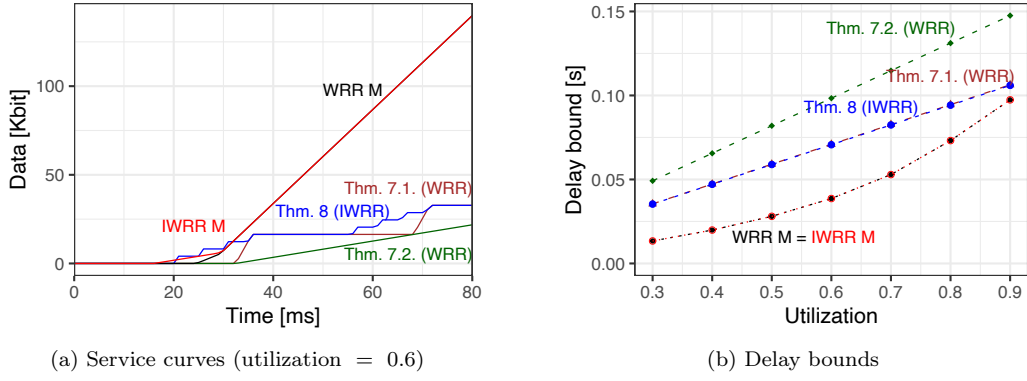 Data [Kbit]
100
50
0
WRR M
Thm. 7.1. (WRR)
Thm. 8 (IWRR)
IWRR M
Thm. 7.2. (WRR)
0 20 40 60 80
Time [ms]
(a) Service curves (utilization = 0.6)
Delay bound [s]
0.15
0.10
0.05
0.00
Thm. 7.2. (WRR)
Thm. 7.1. (WRR)
Thm. 8 (IWRR)
WRR M = IWRR M
0.3 0.4 0.5 0.6 0.7 0.8 0.9
Utilization
(b) Delay bounds